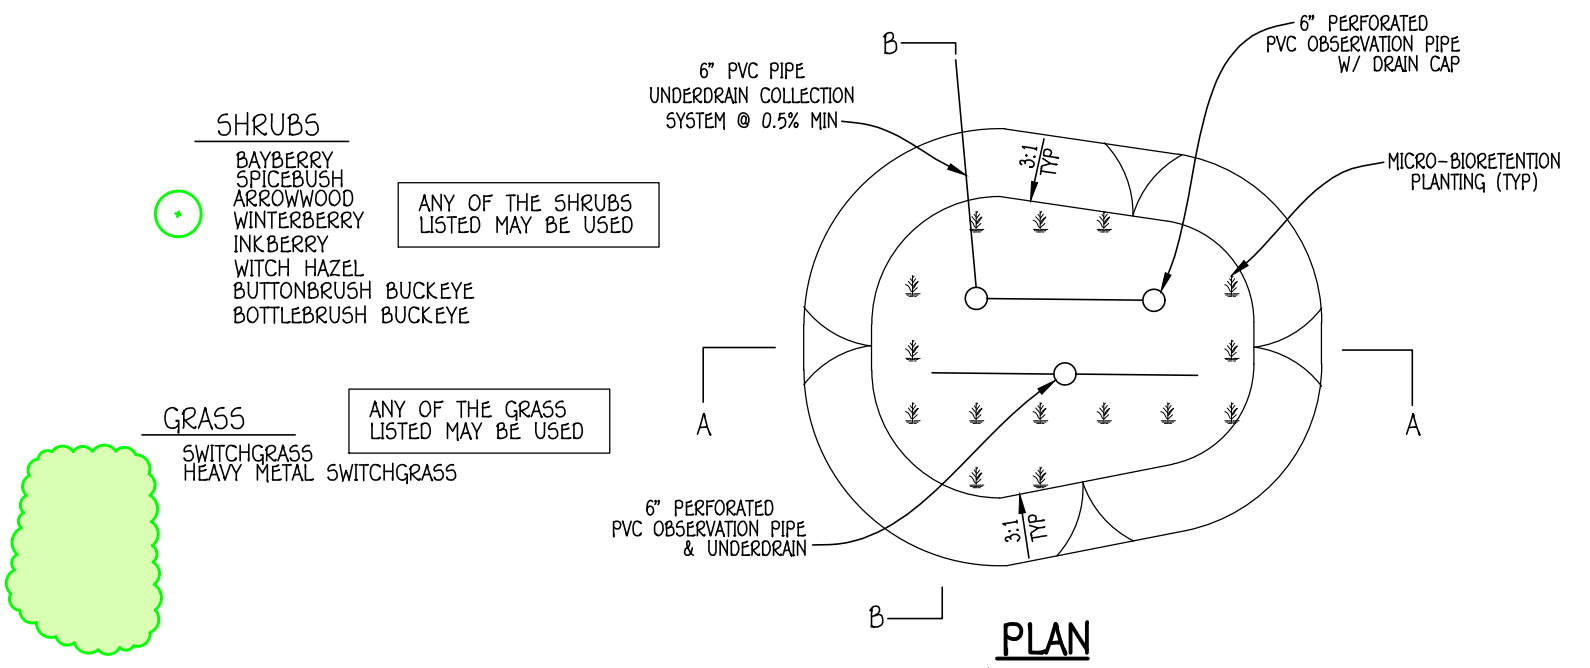 SHRUBS
BAYBERRY
SPICEBUSH
ARROWWOOD
WINTERBERRY
INKBERRY
WITCH HAZEL
BUTTONBRUSH BUCKEYE
BOTTLEBRUSH BUCKEYE
ANY OF THE SHRUBS
LISTED MAY BE USED
GRASS
SWITCHGRASS
HEAVY METAL SWITCHGRASS
ANY OF THE GRASS
LISTED MAY BE USED
B
6" PVC PIPE
UNDERDRAIN COLLECTION
SYSTEM @ 0.5% MIN
6" PERFORATED
PVC OBSERVATION PIPE
W/ DRAIN CAP
3:1
TYP
MICRO-BIORETENTION
PLANTING (TYP)
A
A
6" PERFORATED
PVC OBSERVATION PIPE
& UNDERDRAIN
3:1
TYP
B
PLAN